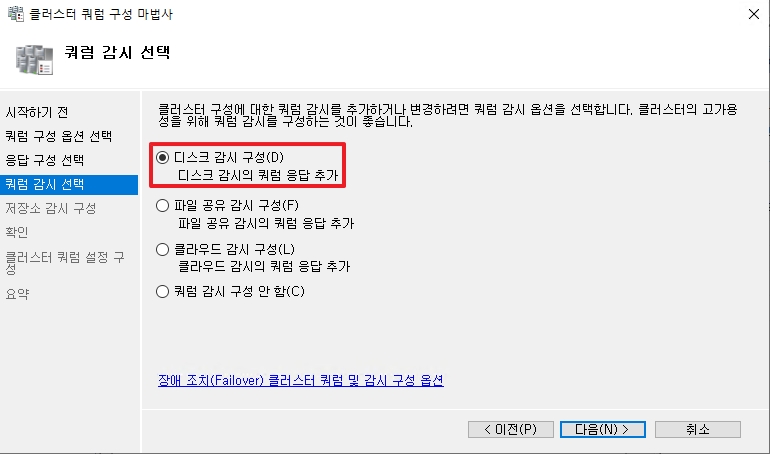 클러스터 쿼럼 구성 마법사
쿼럼 감시 선택
시작하기 전
쿼럼 구성 옵션 선택
응답 구성 선택
쿼럼 감시 선택
저장소 감시 구성
확인
클러스터 쿼럼 설정 구
성
요약
클러스터 구성에 대한 쿼럼 감시를 추가하거나 변경하려면 쿼럼 감시 옵션을 선택합니다. 클러스터의 고가용
성을 위해 쿼럼 감시를 구성하는 것이 좋습니다.
디스크 감시 구성(D)
디스크 감시의 쿼럼 응답 추가
파일 공유 감시 구성(F)
파일 공유 감시의 쿼럼 응답 추가
클라우드 감시 구성(L)
클라우드 감시의 쿼럼 응답 추가
쿼럼 감시 구성 안 함(C)
장애 조치(Failover) 클러스터 쿼럼 및 감시 구성 옵션
< 이전(P)
다음(N) >
취소